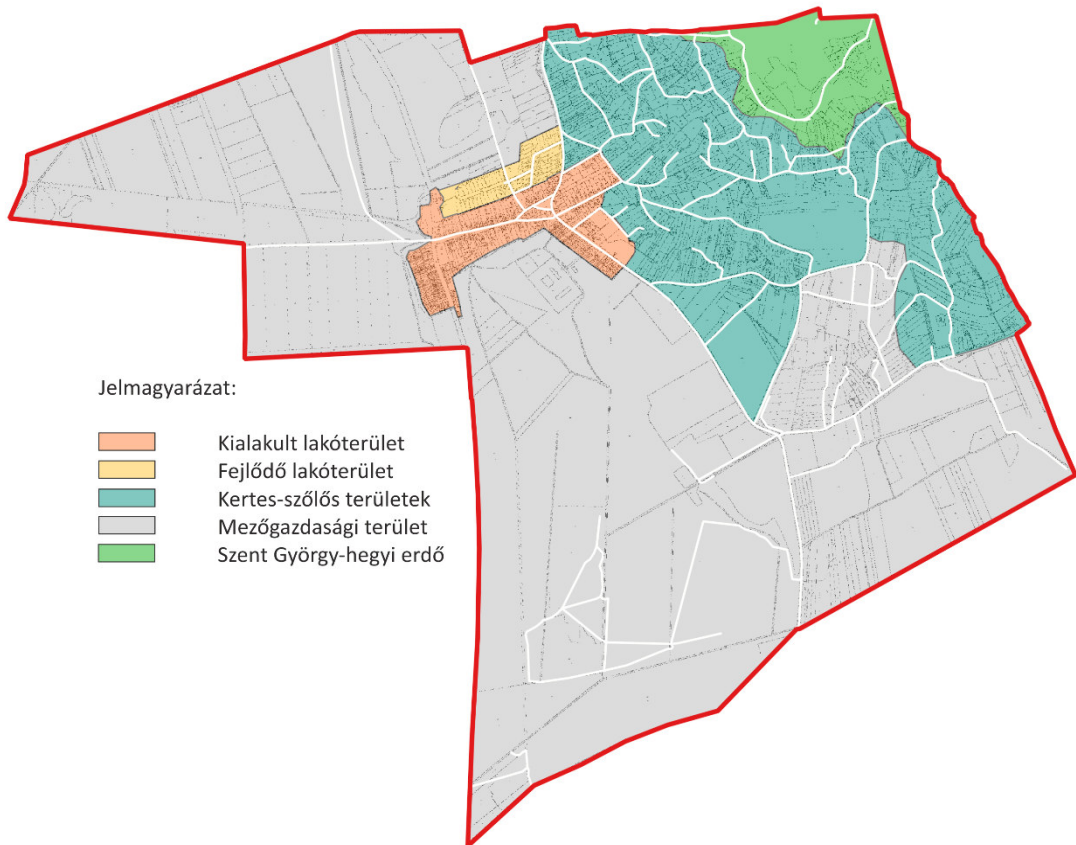 Jelmagyarázat:
Kialakult lakóterület
Fejlődő lakóterület
Kertes-szőlős területek
Mezőgazdasági terület
Szent György-hegyi erdő